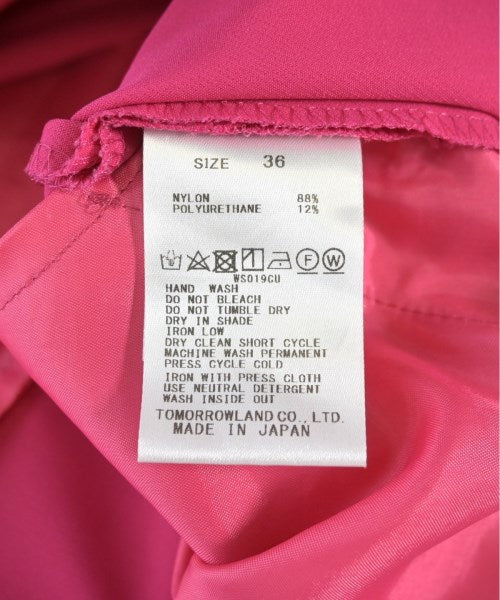 SIZE 36
NYLON 88%
POLYURETHANE 12%
F W
WS019CU
HAND WASH
DO NOT BLEACH
DO NOT TUMBLE DRY
DRY IN SHADE
IRON LOW
DRY CLEAN SHORT CYCLE
MACHINE WASH PERMANENT
PRESS CYCLE COLD
IRON WITH PRESS CLOTH
USE NEUTRAL DETERGENT
WASH INSIDE OUT
TOMORROWLAND CO., LTD.
MADE IN JAPAN